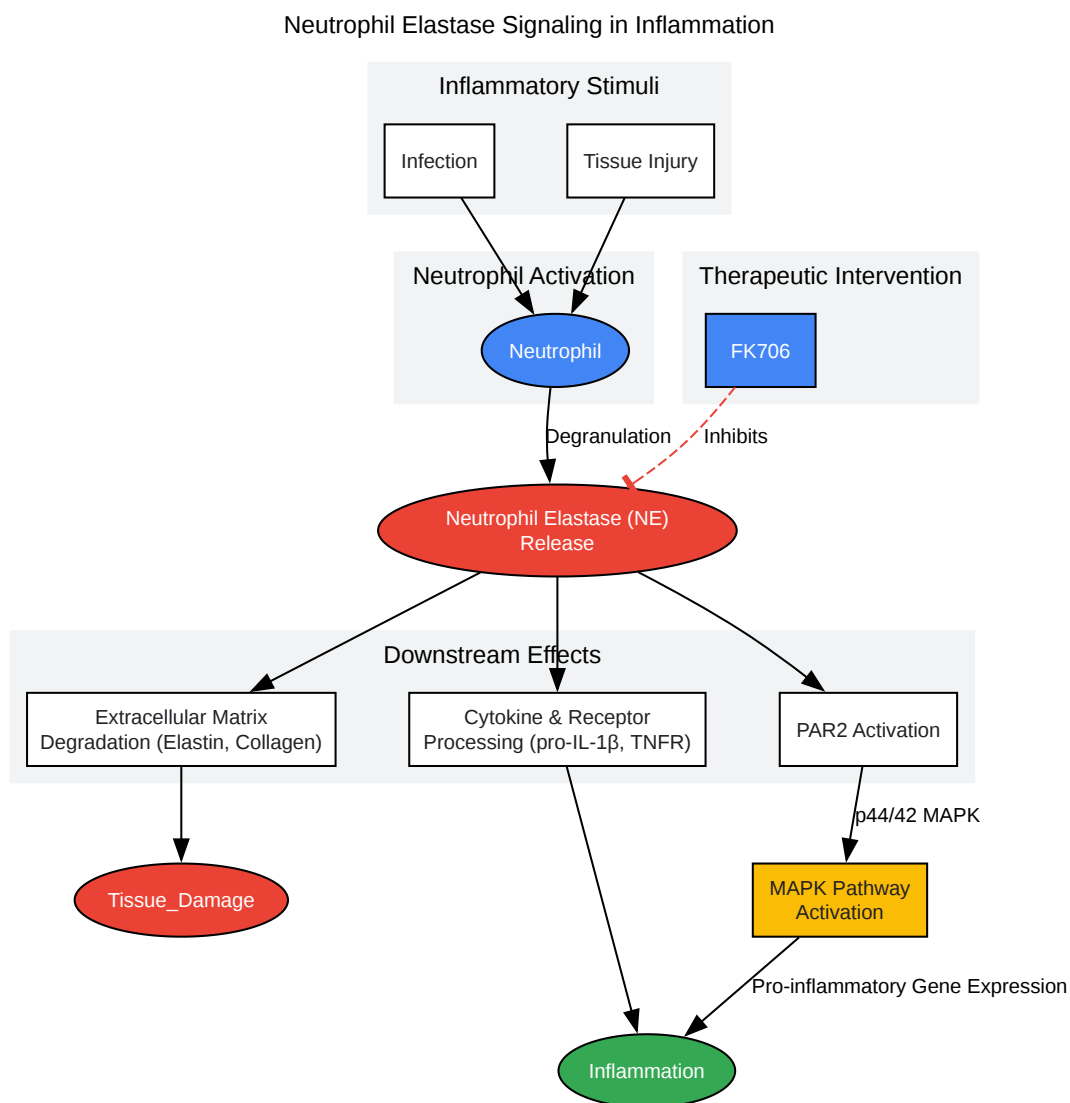 Neutrophil Elastase Signaling in Inflammation
Inflammatory Stimuli
Infection
Tissue Injury
Neutrophil Activation
Therapeutic Intervention
Neutrophil
FK706
Degranulation
Inhibits
Neutrophil Elastase (NE)
Release
Downstream Effects
Extracellular Matrix
Degradation (Elastin, Collagen)
Cytokine & Receptor
Processing (pro-IL-1β, TNFR)
PAR2 Activation
p44/42 MAPK
Tissue_Damage
MAPK Pathway
Activation
Pro-inflammatory Gene Expression
Inflammation